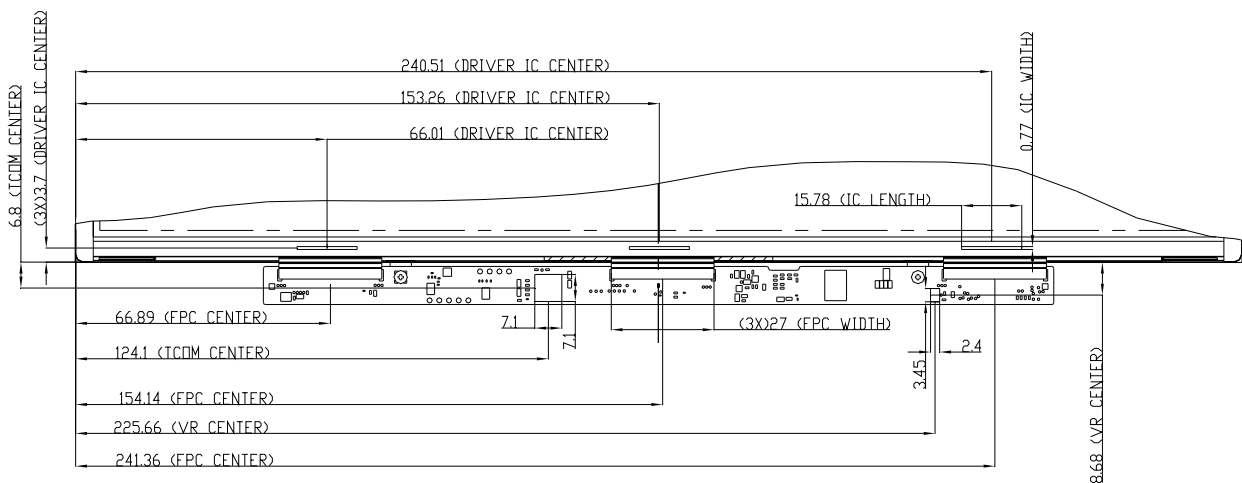 240.51 (DRIVER IC CENTER)
153.26 (DRIVER IC CENTER)
66.01 (DRIVER IC CENTER)
6.8 (TCOM CENTER)
(3X)3.7 (DRIVER IC CENTER)
0.77 (IC WIDTH)
15.78 (IC LENGTH)
66.89 (FPC CENTER)
7.1
7.1
(3X)27 (FPC WIDTH)
124.1 (TCOM CENTER)
3.45
2.4
154.14 (FPC CENTER)
225.66 (VR CENTER)
241.36 (FPC CENTER)
8.68 (VR CENTER)